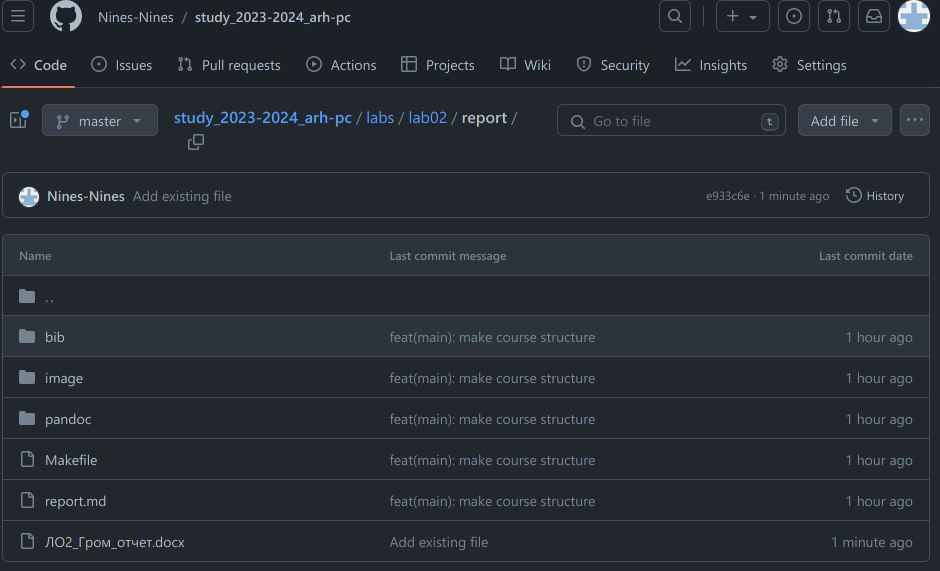 Nines-Nines / study_2023-2024_arh-pc
Code Issues Pull requests Actions Projects Wiki Security Insights Settings
master study_2023-2024_arh-pc / labs / lab02 / report / Go to file t Add file
Nines-Nines Add existing file e933c6e · 1 minute ago History
Name Last commit message Last commit date
..
bib feat(main): make course structure 1 hour ago
image feat(main): make course structure 1 hour ago
pandoc feat(main): make course structure 1 hour ago
Makefile feat(main): make course structure 1 hour ago
report.md feat(main): make course structure 1 hour ago
ЛО2_Гром_отчет.docx Add existing file 1 minute ago